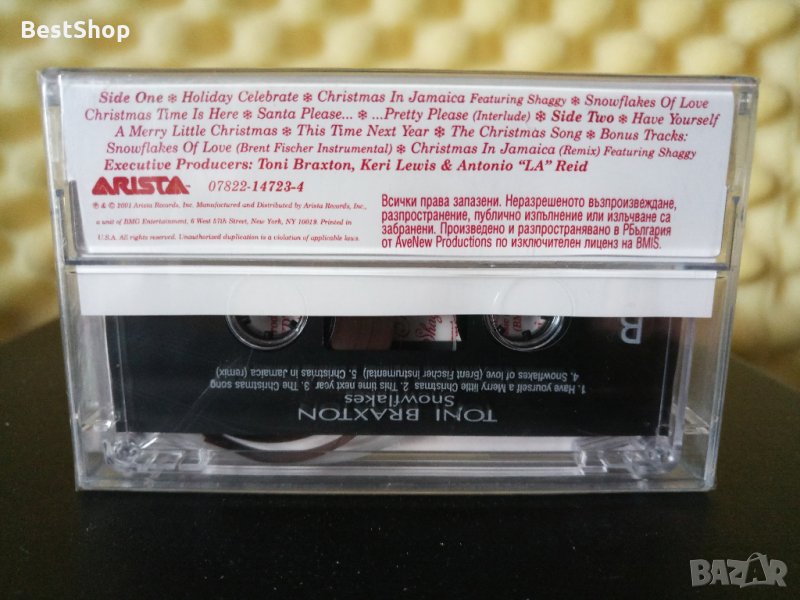 BestShop
Side One ❄ Holiday Celebrate ❄ Christmas In Jamaica Featuring Shaggy ❄ Snowflakes Of Love
Christmas Time Is Here ❄ Santa Please... ❄ ...Pretty Please (Interlude) ❄ Side Two ❄ Have Yourself
A Merry Little Christmas ❄ This Time Next Year ❄ The Christmas Song ❄ Bonus Tracks:
Snowflakes Of Love (Brent Fischer Instrumental) ❄ Christmas In Jamaica (Remix) Featuring Shaggy
Executive Producers: Toni Braxton, Keri Lewis & Antonio "LA" Reid
ARISTA 07822-14723-4
℗ & © 2001 Arista Records, Inc. Manufactured and Distributed by Arista Records, Inc.,
a unit of BMG Entertainment, 6 West 57th Street, New York, NY 10019. Printed in
U.S.A. All rights reserved. Unauthorized duplication is a violation of applicable laws.
Всички права запазени. Неразрешеното възпроизвеждане,
разпространение, публично изпълнение или излъчване са
забранени. Произведено и разпространявано в РБългария
от AveNew Productions по изключителен лиценз на BMIS.
TONI BRAXTON
Snowflakes
1. Have yourself a Merry little Christmas 2. This time next year 3. The Christmas song
4. Snowflakes of love (Brent Fischer instrumental) 5. Christmas in Jamaica (remix)
B
BAZAR